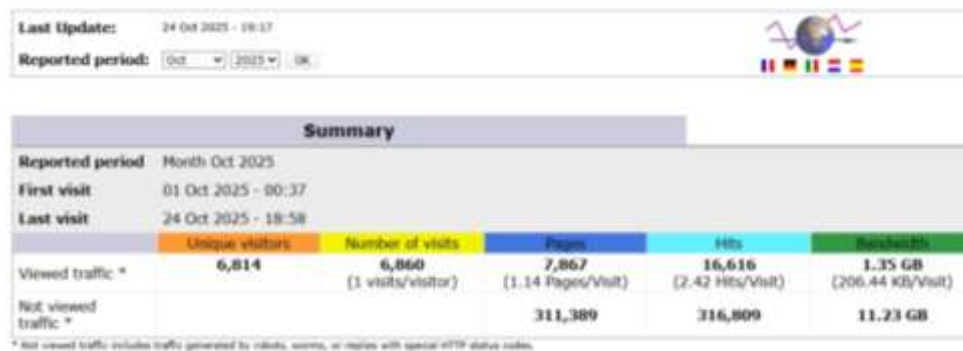 Last Update: 24 Oct 2025 - 19:17
Reported period: Oct 2025 OK
Summary
Reported period Month Oct 2025
First visit 01 Oct 2025 - 00:37
Last visit 24 Oct 2025 - 18:58
Unique visitors Number of visits Pages Hits Bandwidth
Viewed traffic * 6,814 6,860 7,867 16,616 1.35 GB
(1 visits/visitor) (1.14 Pages/Visit) (2.42 Hits/Visit) (206.44 KB/Visit)
Not viewed
traffic * 311,389 316,809 11.23 GB
* Not viewed traffic includes traffic generated by robots, worms, or replies with special HTTP status codes.